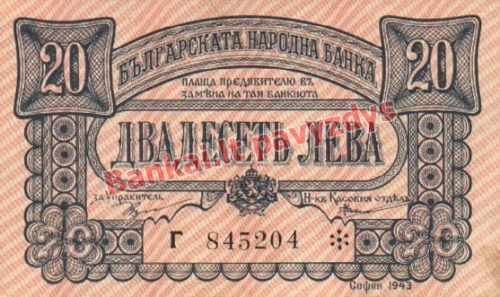 20 БЪЛГАРСКАТА НАРОДНА БАНКА 20
ПЛАЩА ПРЕДЯВИТЕЛЮ ВЪ
ЗАМѢНА НА ТАЯ БАНКНОТА
ДВАДЕСЕТЬ ЛЕВА
Bankai.lt pavyzdys
ЗА УПРАВИТЕЛЬ Н-КЪ КАСОВИЯ ОТДѢЛЪ
Г 845204
20 20
София 1943